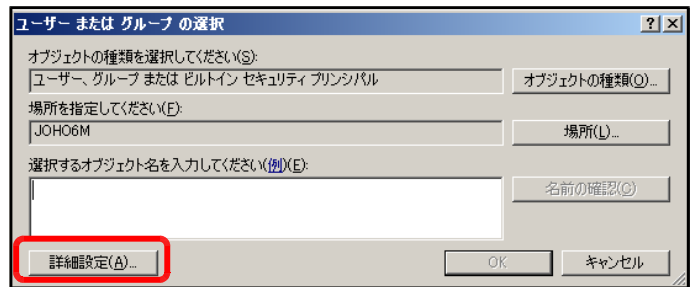 ユーザー または グループ の選択
オブジェクトの種類を選択してください(S):
ユーザー、グループ または ビルトイン セキュリティ プリンシパル
オブジェクトの種類(O)...
場所を指定してください(F):
JOHO6M
場所(L)...
選択するオブジェクト名を入力してください(例)(E):
名前の確認(C)
詳細設定(A)...
OK
キャンセル